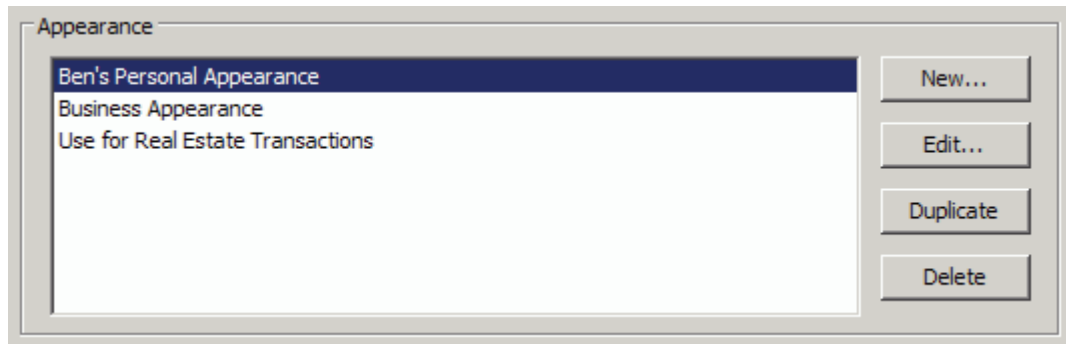 Appearance
Ben's Personal Appearance
Business Appearance
Use for Real Estate Transactions
New...
Edit...
Duplicate
Delete